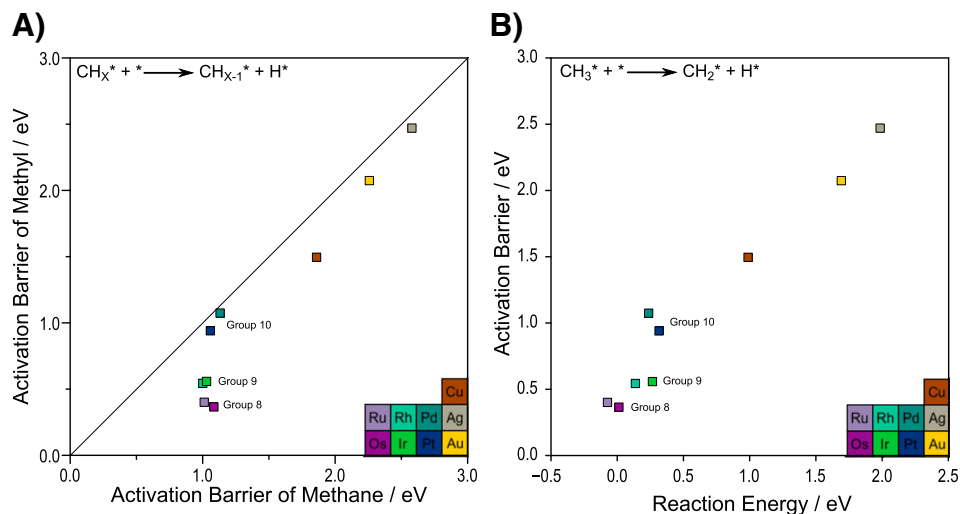 A)
3.0
2.0
1.0
0.0
0.0
1.0
2.0
3.0
CHX* + * CHX-1* + H*
Group 10
Group 9
Group 8
Cu
Ru Rh Pd Ag
Os Ir Pt Au
Activation Barrier of Methyl / eV
Activation Barrier of Methane / eV
B)
3.0
2.5
2.0
1.5
1.0
0.5
0.0
−0.5
0.0
0.5
1.0
1.5
2.0
2.5
CH3* + * CH2* + H*
Group 10
Group 9
Group 8
Cu
Ru Rh Pd Ag
Os Ir Pt Au
Activation Barrier / eV
Reaction Energy / eV